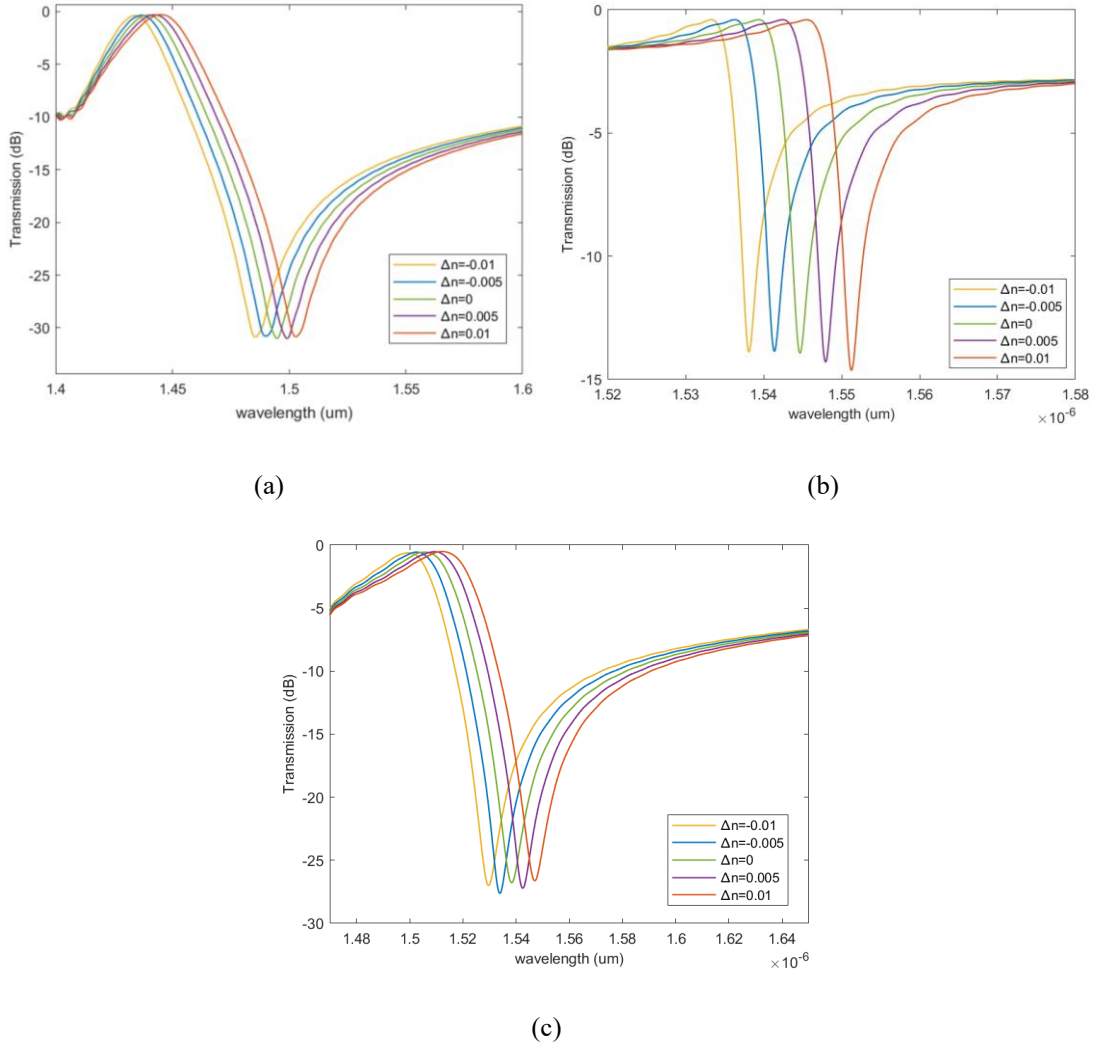 0
-5
-10
-15
-20
-25
-30
Transmission (dB)
1.4
1.45
1.5
1.55
1.6
wavelength (um)
Δn=-0.01
Δn=-0.005
Δn=0
Δn=0.005
Δn=0.01
(a)
0
-5
-10
-15
Transmission (dB)
1.52
1.53
1.54
1.55
1.56
1.57
1.58
wavelength (um)
×10⁻⁶
Δn=-0.01
Δn=-0.005
Δn=0
Δn=0.005
Δn=0.01
(b)
0
-5
-10
-15
-20
-25
-30
Transmission (dB)
1.48
1.5
1.52
1.54
1.56
1.58
1.6
1.62
1.64
wavelength (um)
×10⁻⁶
Δn=-0.01
Δn=-0.005
Δn=0
Δn=0.005
Δn=0.01
(c)